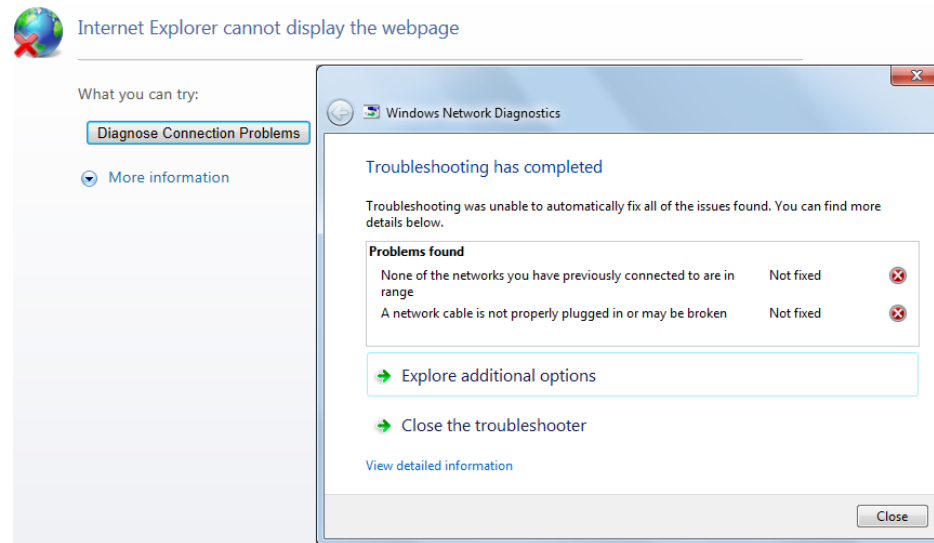 Internet Explorer cannot display the webpage
What you can try:
Diagnose Connection Problems
More information
Windows Network Diagnostics
Troubleshooting has completed
Troubleshooting was unable to automatically fix all of the issues found. You can find more
details below.
Problems found
None of the networks you have previously connected to are in Not fixed
range
A network cable is not properly plugged in or may be broken Not fixed
Explore additional options
Close the troubleshooter
View detailed information
Close